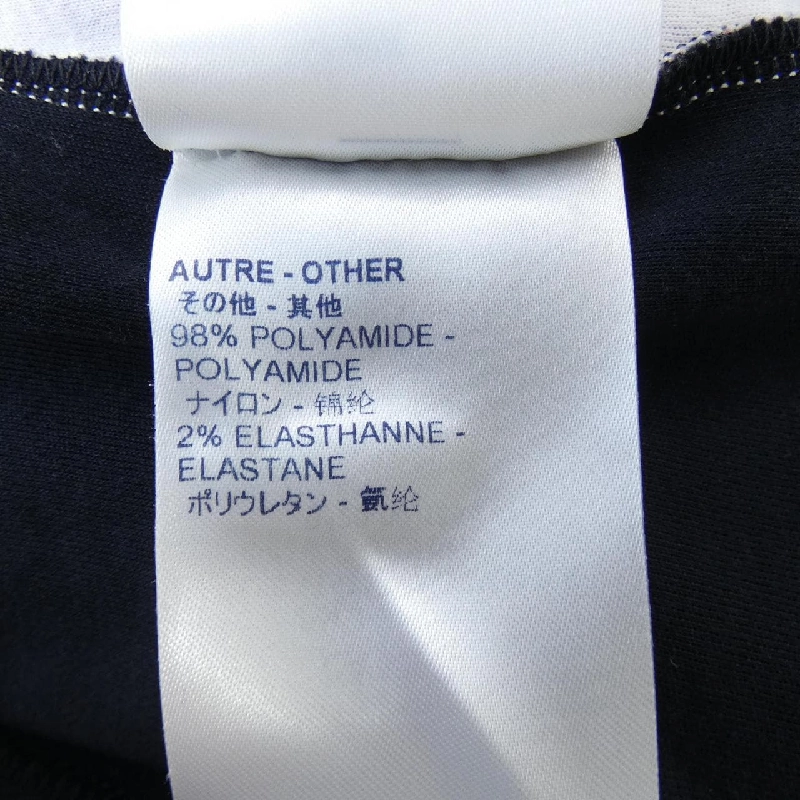 AUTRE - OTHER
その他 - 其他
98% POLYAMIDE -
POLYAMIDE
ナイロン - 锦纶
2% ELASTHANNE -
ELASTANE
ポリウレタン - 氨纶